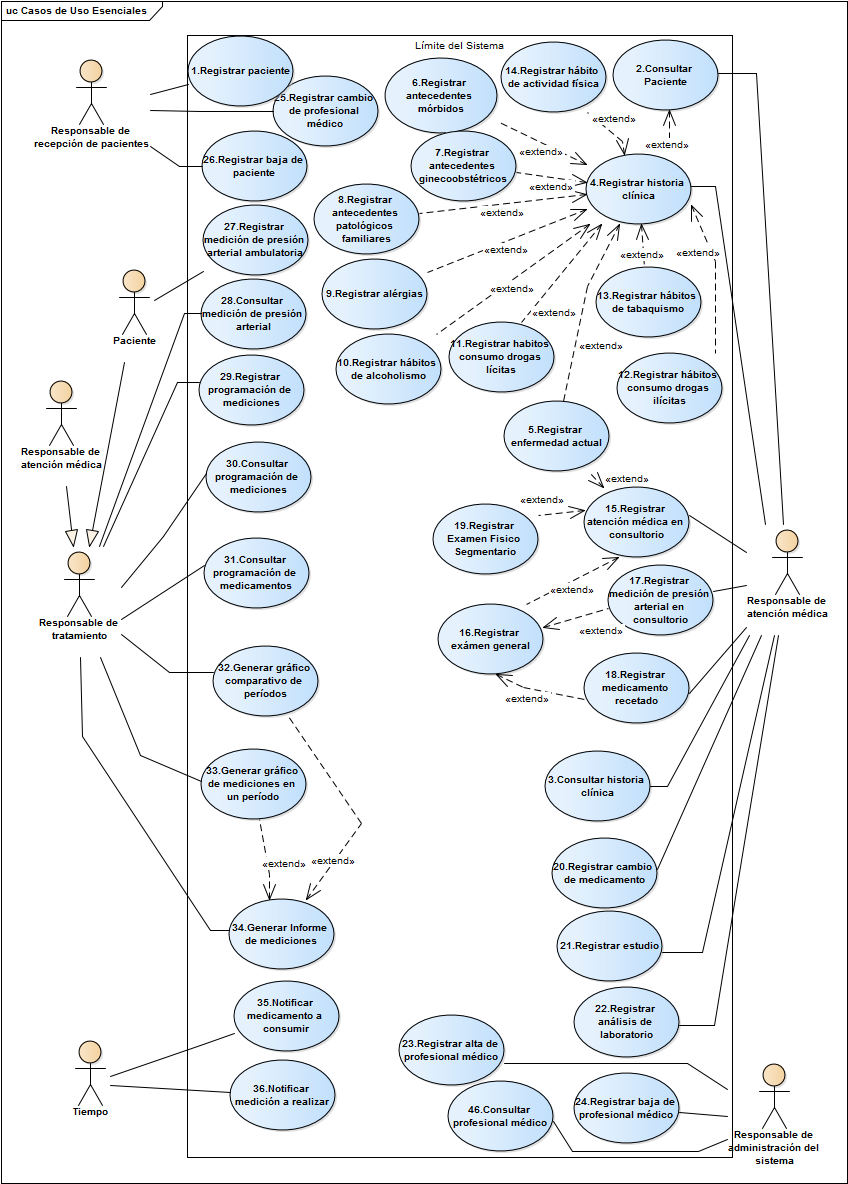 uc Casos de Uso Esenciales
Límite del Sistema
1.Registrar paciente
25.Registrar cambio
de profesional
médico
Responsable de
recepción de pacientes
26.Registrar baja de
paciente
6.Registrar
antecedentes
mórbidos
14.Registrar hábito
de actividad física
2.Consultar
Paciente
«extend»
«extend»
«extend»
7.Registrar
antecedentes
ginecoobstétricos
«extend»
4.Registrar historia
clínica
8.Registrar
antecedentes
patológicos
familiares
«extend»
27.Registrar
medición de presión
arterial ambulatoria
«extend»
«extend»
«extend»
9.Registrar alérgias
«extend»
13.Registrar hábitos
de tabaquismo
28.Consultar
medición de presión
arterial
Paciente
«extend»
«extend»
11.Registrar habitos
consumo drogas
lícitas
10.Registrar hábitos
de alcoholismo
12.Registrar hábitos
consumo drogas
ilícitas
29.Registrar
programación de
mediciones
Responsable de
atención médica
5.Registrar
enfermedad actual
30.Consultar
programación de
mediciones
«extend»
«extend»
15.Registrar
atención médica en
consultorio
19.Registrar
Examen Fisico
Segmentario
31.Consultar
programación de
medicamentos
«extend»
17.Registrar
medición de presión
arterial en
consultorio
Responsable de
atención médica
Responsable de
tratamiento
16.Registrar
exámen general
«extend»
32.Generar gráfico
comparativo de
períodos
18.Registrar
medicamento
recetado
«extend»
33.Generar gráfico
de mediciones en
un período
3.Consultar historia
clínica
«extend»
«extend»
20.Registrar cambio
de medicamento
34.Generar Informe
de mediciones
21.Registrar estudio
35.Notificar
medicamento a
consumir
22.Registrar
análisis de
laboratorio
23.Registrar alta de
profesional médico
36.Notificar
medición a realizar
Tiempo
46.Consultar
profesional médico
24.Registrar baja de
profesional médico
Responsable de
administración del
sistema